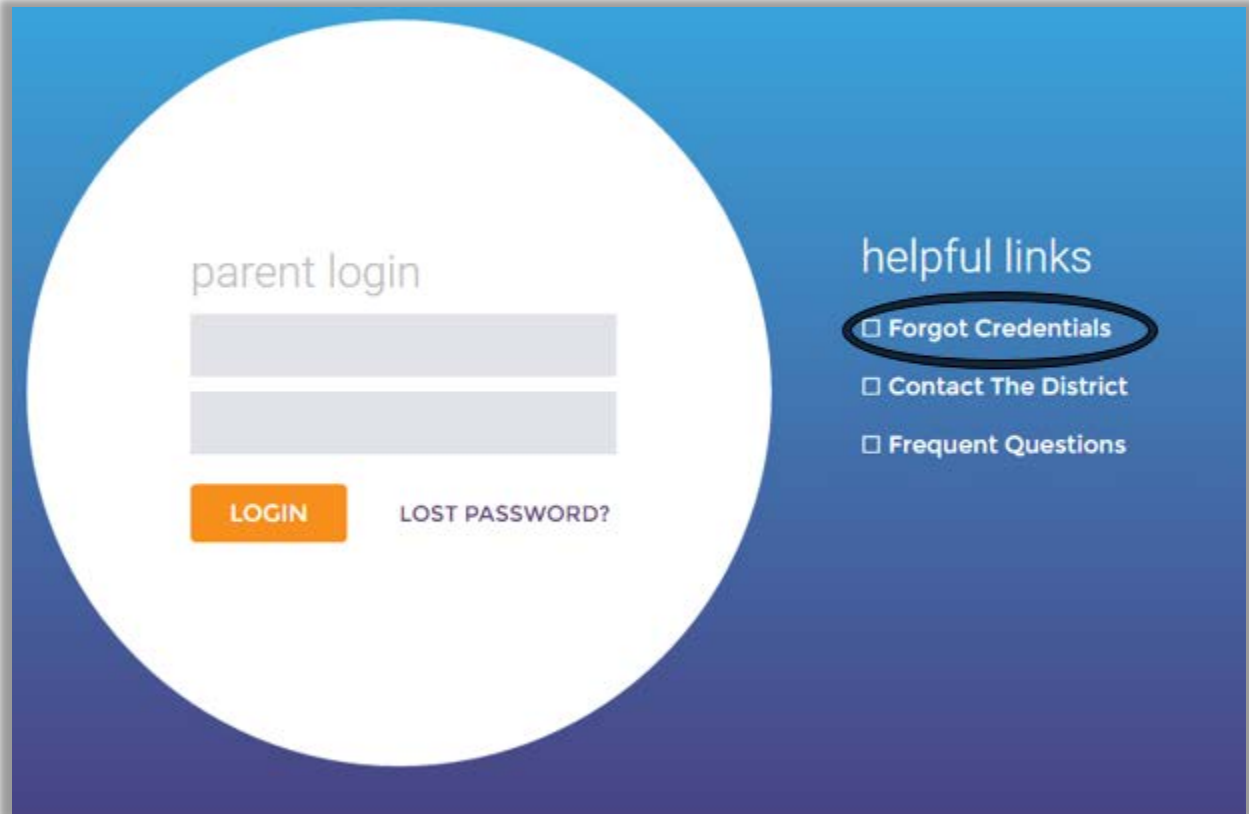 parent login
LOGIN
LOST PASSWORD?
helpful links
Forgot Credentials
Contact The District
Frequent Questions